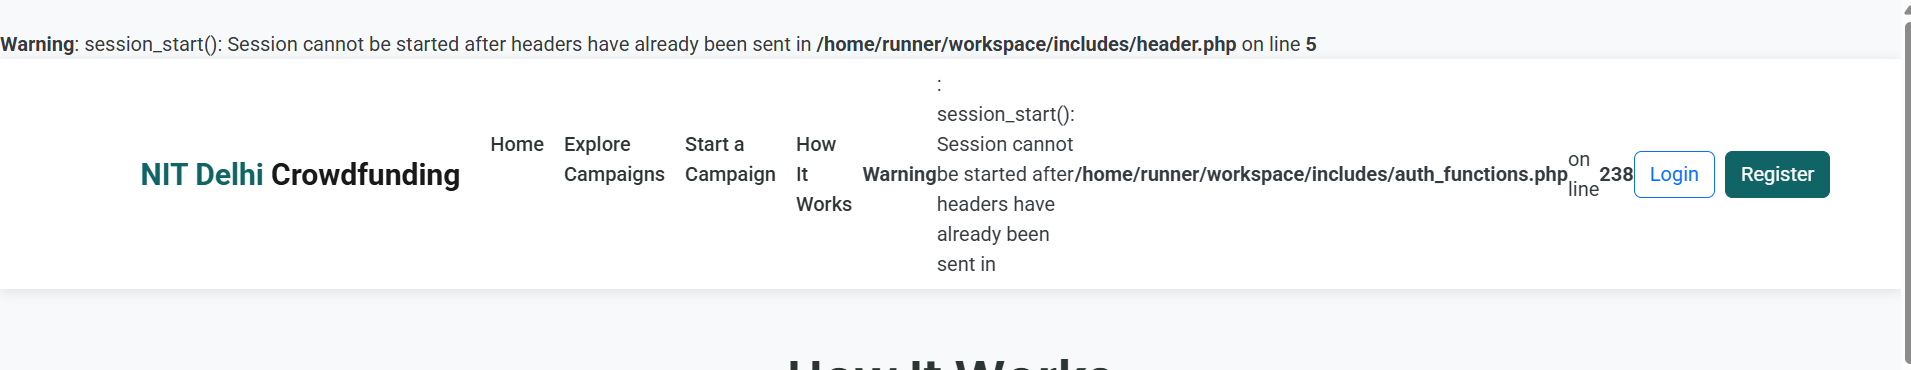 Warning: session_start(): Session cannot be started after headers have already been sent in /home/runner/workspace/includes/header.php on line 5
NIT Delhi Crowdfunding
Home
Explore
Campaigns
Start a
Campaign
How
It
Works
Warning
:
session_start():
Session cannot
be started after
headers have
already been
sent in
/home/runner/workspace/includes/auth_functions.php
on
line
238
Login
Register
How It Works